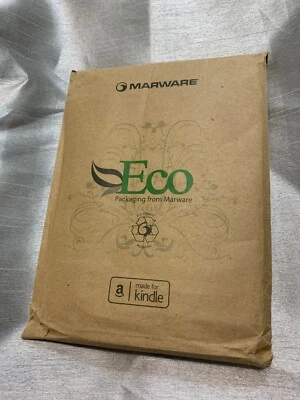 MARWARE
Eco
Packaging from Marware
a made for
kindle